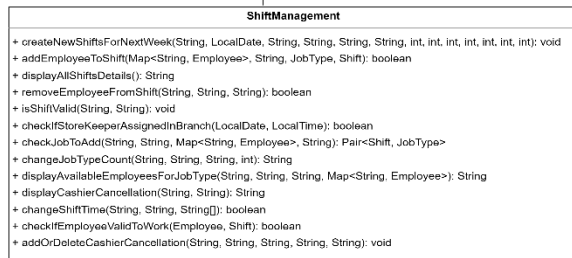 ShiftManagement
+ createNewShiftsForNextWeek(String, LocalDate, String, String, String, String, int, int, int, int, int, int, int): void
+ addEmployeeToShift(Map<String, Employee>, String, JobType, Shift): boolean
+ displayAllShiftsDetails(): String
+ removeEmployeeFromShift(String, String, String): boolean
+ isShiftValid(String, String): void
+ checkIfStoreKeeperAssignedInBranch(LocalDate, LocalTime): boolean
+ checkJobToAdd(String, String, Map<String, Employee>, String): Pair<Shift, JobType>
+ changeJobTypeCount(String, String, String, int): String
+ displayAvailableEmployeesForJobType(String, String, String, Map<String, Employee>): String
+ displayCashierCancellation(String, String): String
+ changeShiftTime(String, String, String[]): boolean
+ checkIfEmployeeValidToWork(Employee, Shift): boolean
+ addOrDeleteCashierCancellation(String, String, String, String, String): void